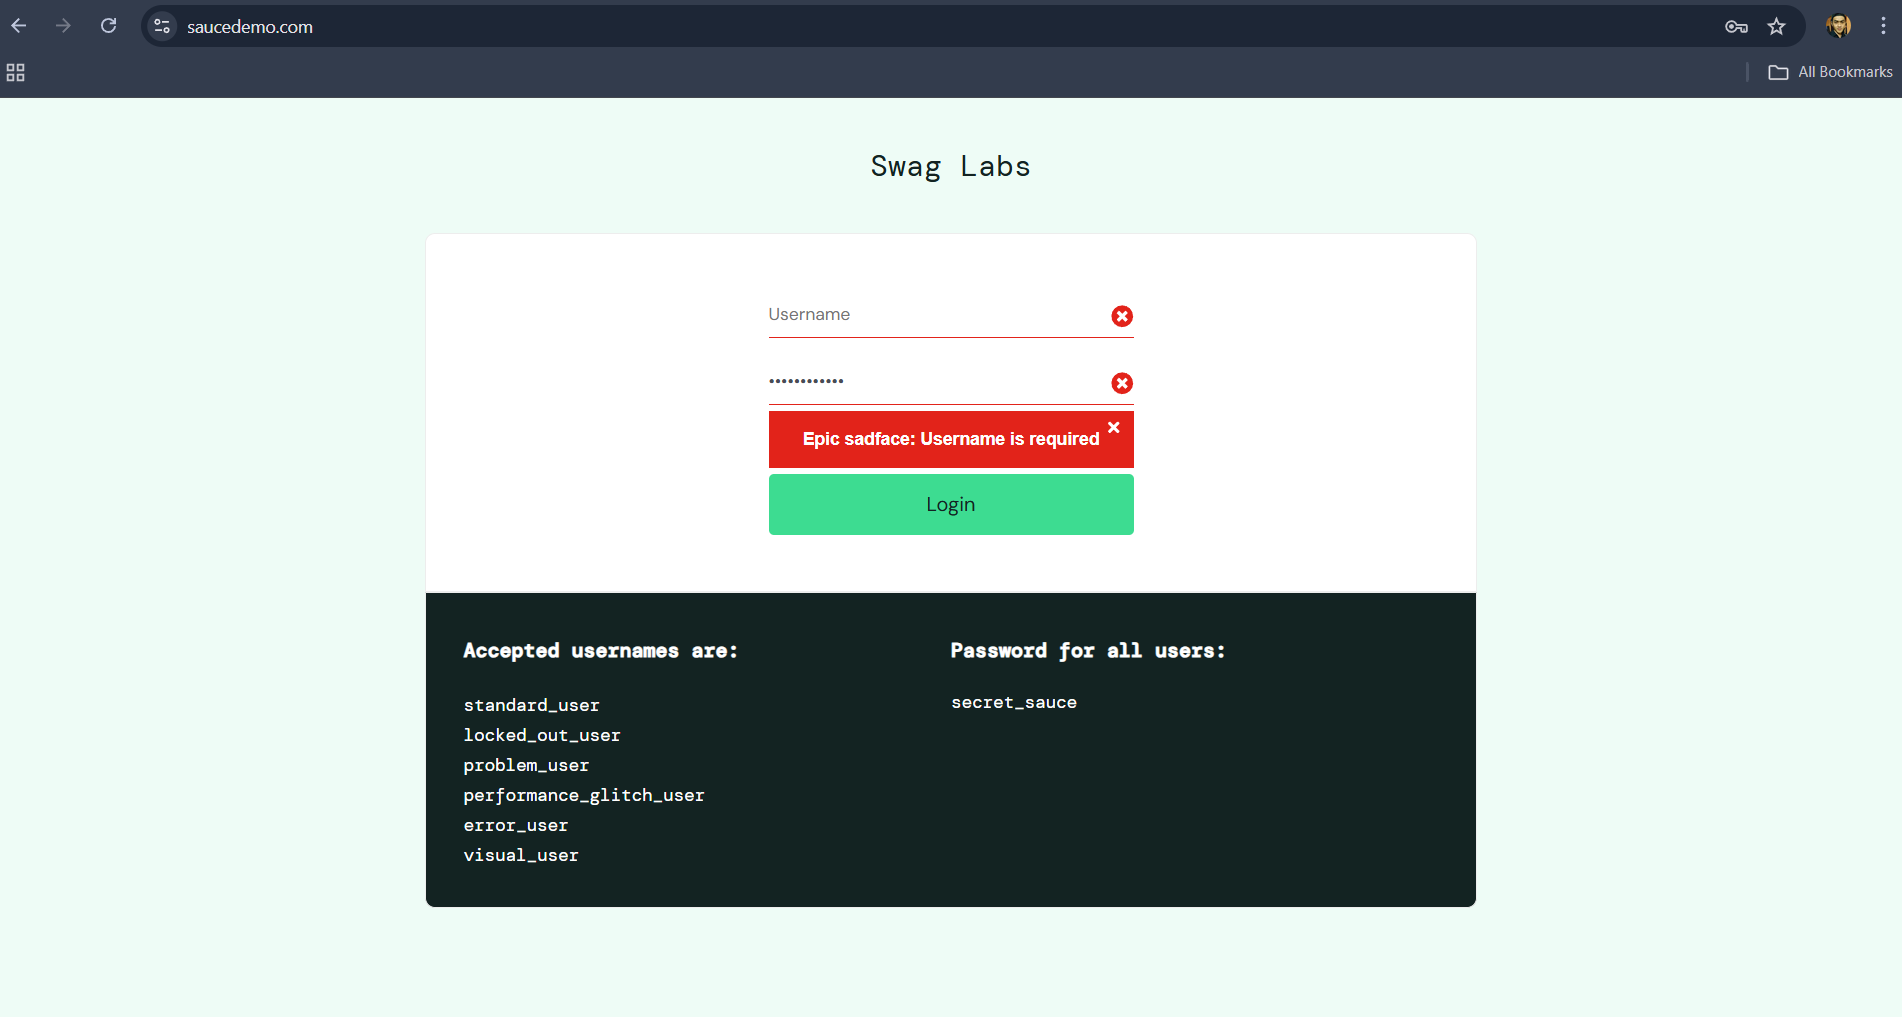 saucedemo.com
All Bookmarks
Swag Labs
Username
••••••••••••
Epic sadface: Username is required
Login
Accepted usernames are:
standard_user
locked_out_user
problem_user
performance_glitch_user
error_user
visual_user
Password for all users:
secret_sauce